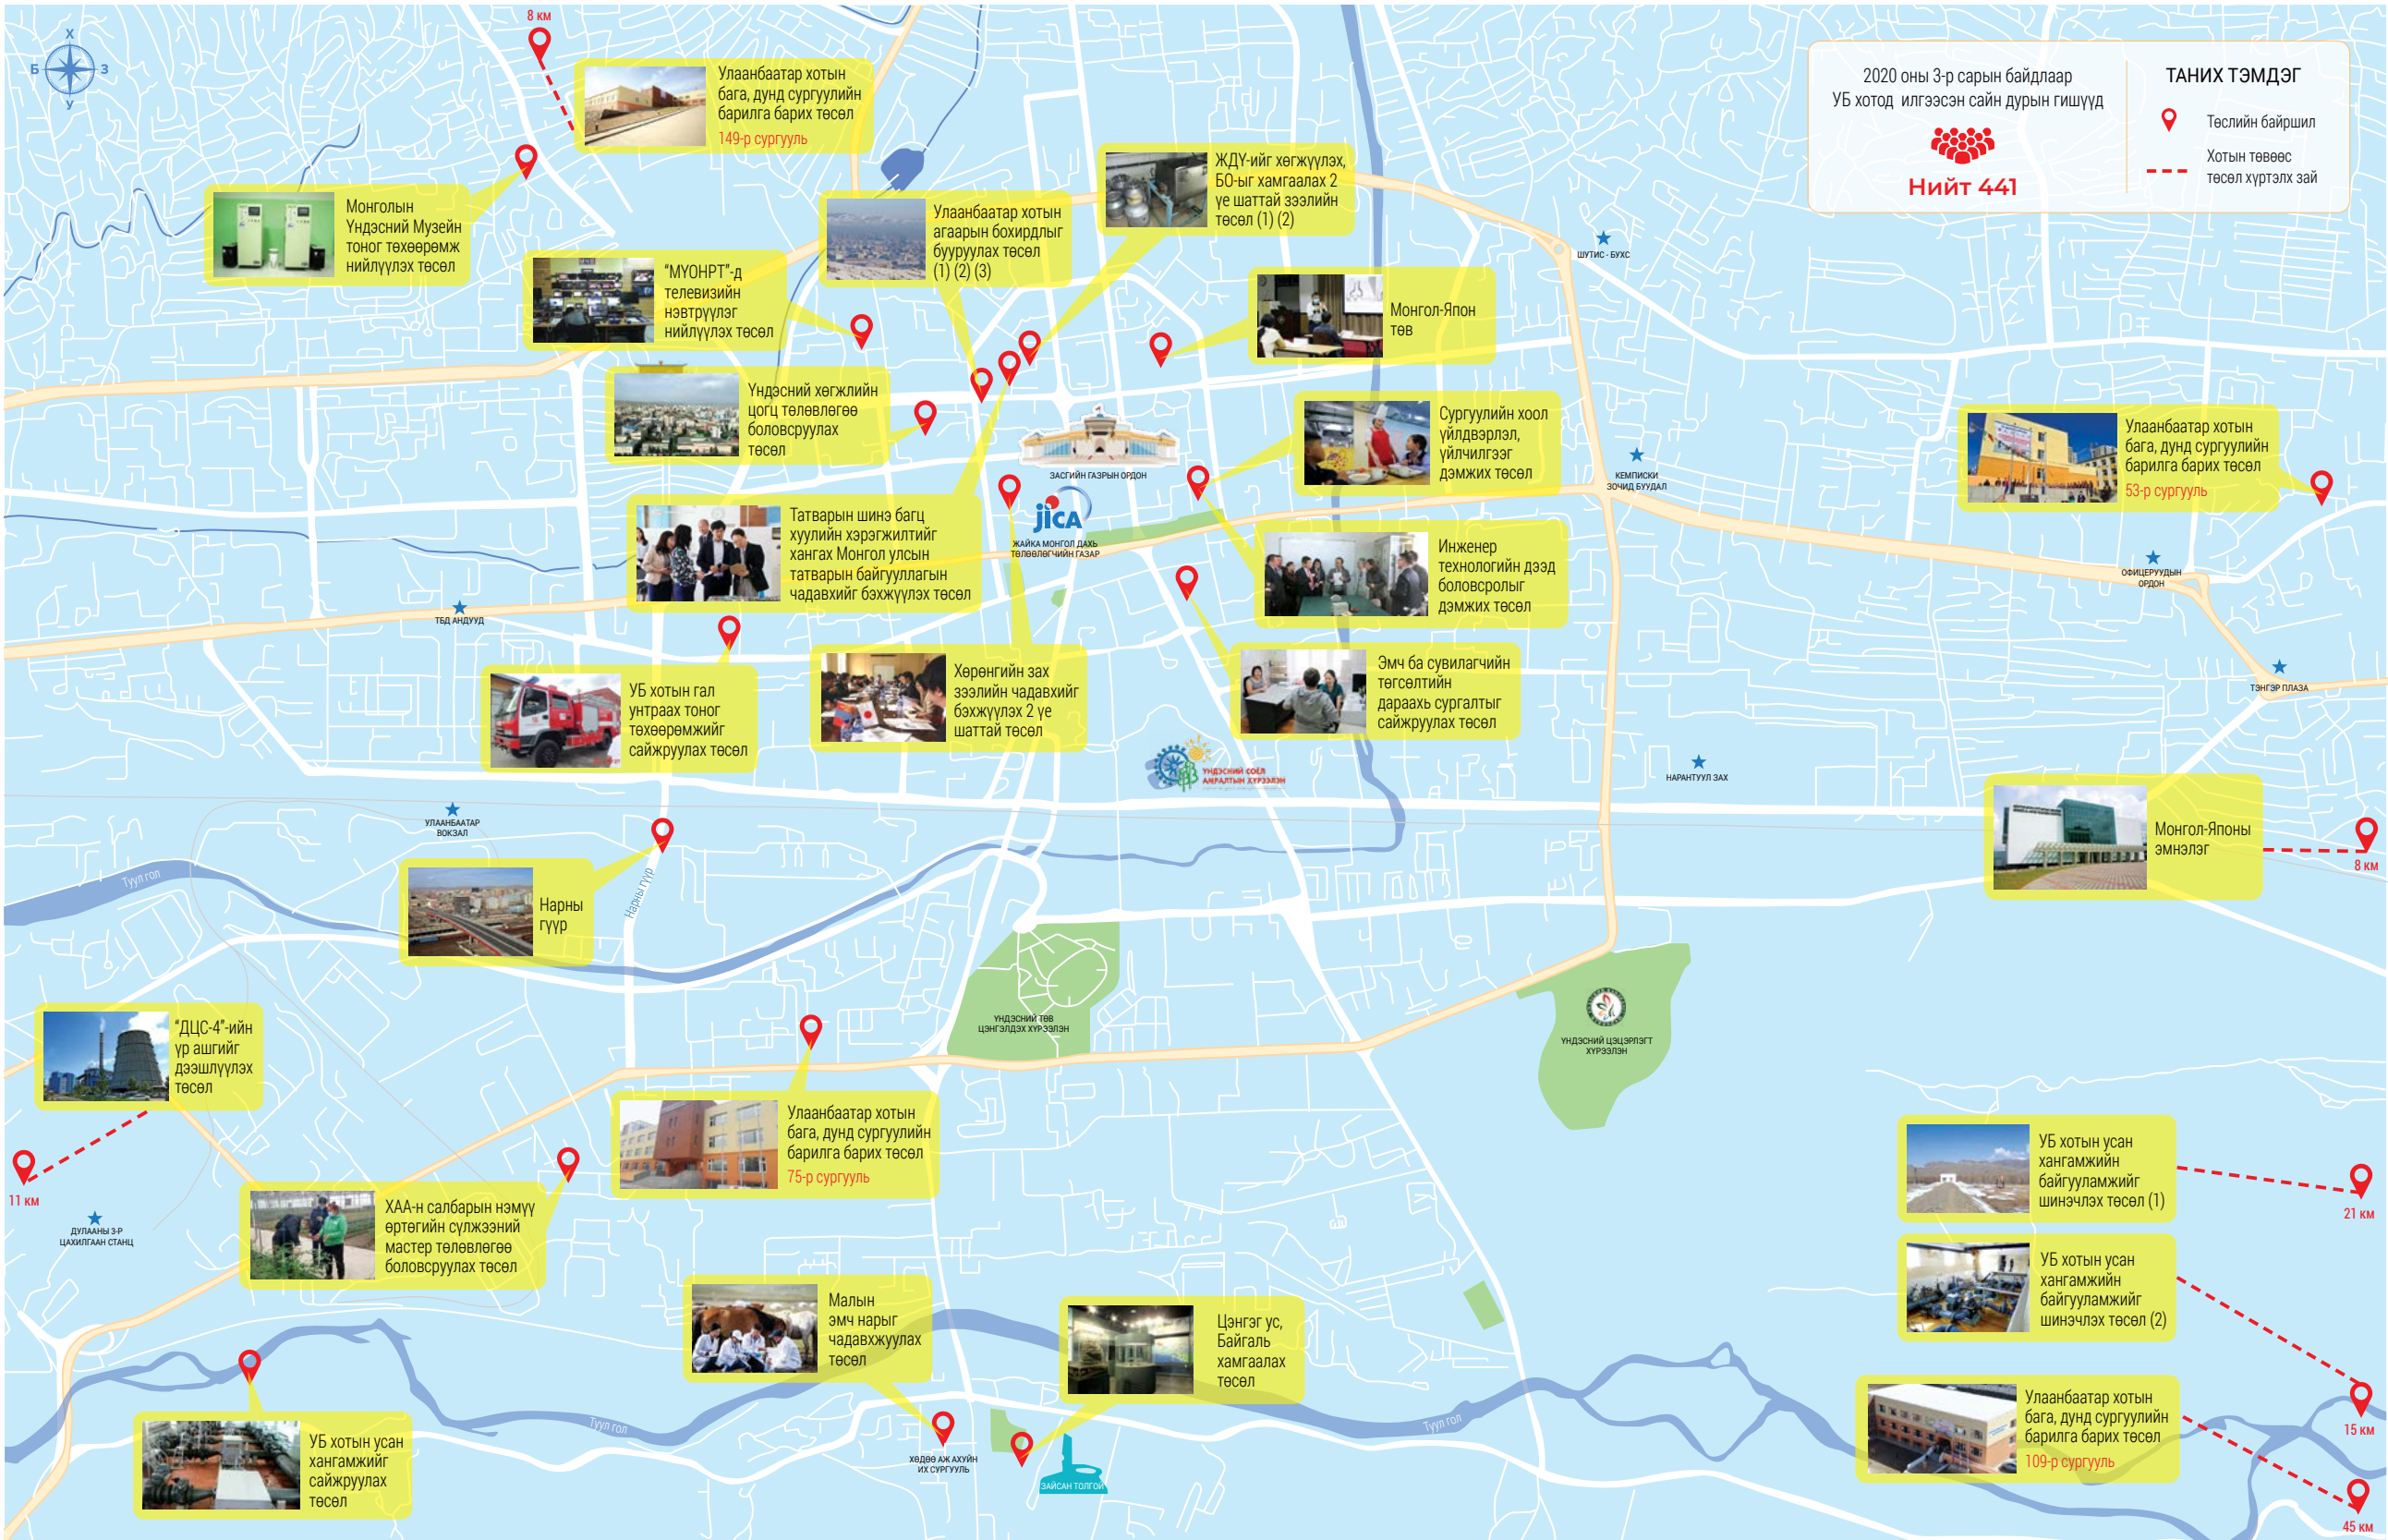 8 км
Х
Б
З
У
Улаанбаатар хотын
бага, дунд сургуулийн
барилга барих төсөл
149-р сургууль
2020 оны 3-р сарын байдлаар
УБ хотод илгээсэн сайн дурын гишүүд
Нийт 441
ТАНИХ ТЭМДЭГ
Төслийн байршил
Хотын төвөөс
төсөл хүртэлх зай
Монголын
Үндэсний Музейн
тоног төхөөрөмж
нийлүүлэх төсөл
"МҮОНРТ"-д
телевизийн
нэвтрүүлэг
нийлүүлэх төсөл
Улаанбаатар хотын
агаарын бохирдлыг
бууруулах төсөл
(1) (2) (3)
ЖДҮ-ийг хөгжүүлэх,
БО-ыг хамгаалах 2
үе шаттай зээлийн
төсөл (1) (2)
Монгол-Япон
төв
ШУТИС - БУХС
Үндэсний хөгжлийн
цогц төлөвлөгөө
боловсруулах
төсөл
ЗАСГИЙН ГАЗРЫН ОРДОН
Сургуулийн хоол
үйлдвэрлэл,
үйлчилгээг
дэмжих төсөл
КЕМПИСКИ
ЗОЧИД БУУДАЛ
Улаанбаатар хотын
бага, дунд сургуулийн
барилга барих төсөл
53-р сургууль
Татварын шинэ багц
хуулийн хэрэгжилтийг
хангах Монгол улсын
татварын байгууллагын
чадавхийг бэхжүүлэх төсөл
jica
ЖАЙКА МОНГОЛ ДАХЬ
ТӨЛӨӨЛӨГЧИЙН ГАЗАР
Инженер
технологийн дээд
боловсролыг
дэмжих төсөл
ОФИЦЕРУУДЫН
ОРДОН
ТБД АНДУУД
УБ хотын гал
унтраах тоног
төхөөрөмжийг
сайжруулах төсөл
Хөрөнгийн зах
зээлийн чадавхийг
бэхжүүлэх 2 үе
шаттай төсөл
Эмч ба сувилагчийн
төгсөлтийн
дараахь сургалтыг
сайжруулах төсөл
ТЭНГЭР ПЛАЗА
ҮНДЭСНИЙ СОЁЛ
АМРАЛТЫН ХҮРЭЭЛЭН
НАРАНТУУЛ ЗАХ
УЛААНБААТАР
ВОКЗАЛ
Монгол-Японы
эмнэлэг
8 км
Туул гол
Нарны гүүр
Нарны
гүүр
"ДЦС-4"-ийн
үр ашгийг
дээшлүүлэх
төсөл
ҮНДЭСНИЙ ТӨВ
ЦЭНГЭЛДЭХ ХҮРЭЭЛЭН
ҮНДЭСНИЙ ЦЭЦЭРЛЭГТ
ХҮРЭЭЛЭН
11 км
ДУЛААНЫ 3-Р
ЦАХИЛГААН СТАНЦ
Улаанбаатар хотын
бага, дунд сургуулийн
барилга барих төсөл
75-р сургууль
УБ хотын усан
хангамжийн
байгууламжийг
шинэчлэх төсөл (1)
21 км
ХАА-н салбарын нэмүү
өртөгийн сүлжээний
мастер төлөвлөгөө
боловсруулах төсөл
УБ хотын усан
хангамжийн
байгууламжийг
шинэчлэх төсөл (2)
15 км
Малын
эмч нарыг
чадавхжуулах
төсөл
Цэнгэг ус,
Байгаль
хамгаалах
төсөл
Туул гол
Туул гол
Улаанбаатар хотын
бага, дунд сургуулийн
барилга барих төсөл
109-р сургууль
45 км
УБ хотын усан
хангамжийг
сайжруулах
төсөл
ХӨДӨӨ АЖ АХУЙН
ИХ СУРГУУЛЬ
ЗАЙСАН ТОЛГОЙ